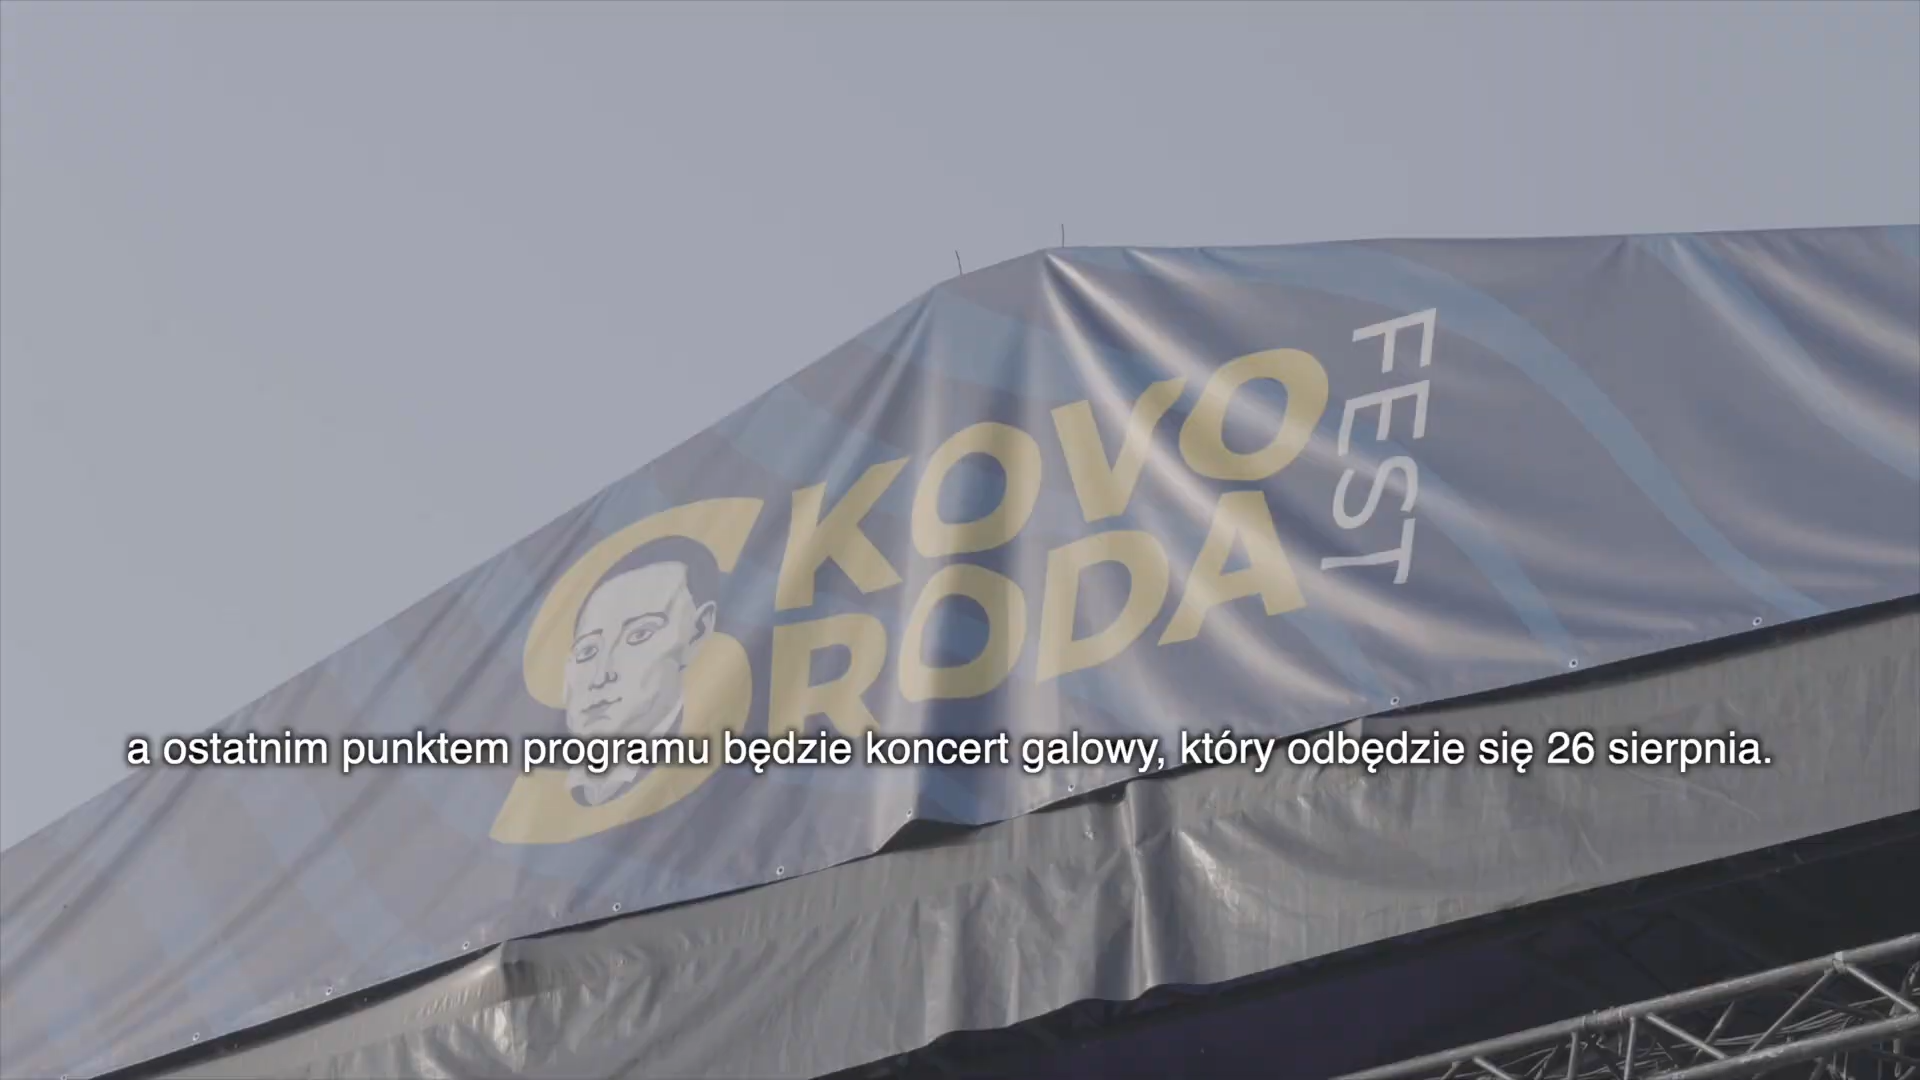 SKOVO
RODA
FEST
a ostatnim punktem programu będzie koncert galowy, który odbędzie się 26 sierpnia.